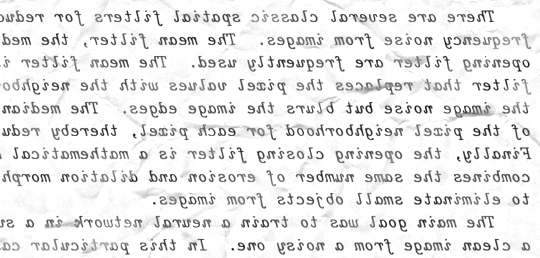 There are several classic spatial filters for reduc
frequency noise from images. The mean filter, the med
opening filter are frequently used. The mean filter i
filter that replaces the pixel values with the neighbo
the image noise but blurs the image edges. The median
of the pixel neighborhood for each pixel, thereby redu
Finally, the opening closing filter is a mathematical
combines the same number of erosion and dilation morph
to eliminate small objects from images.
The main goal was to train a neural network in a su
a clean image from a noisy one. In this particular ca